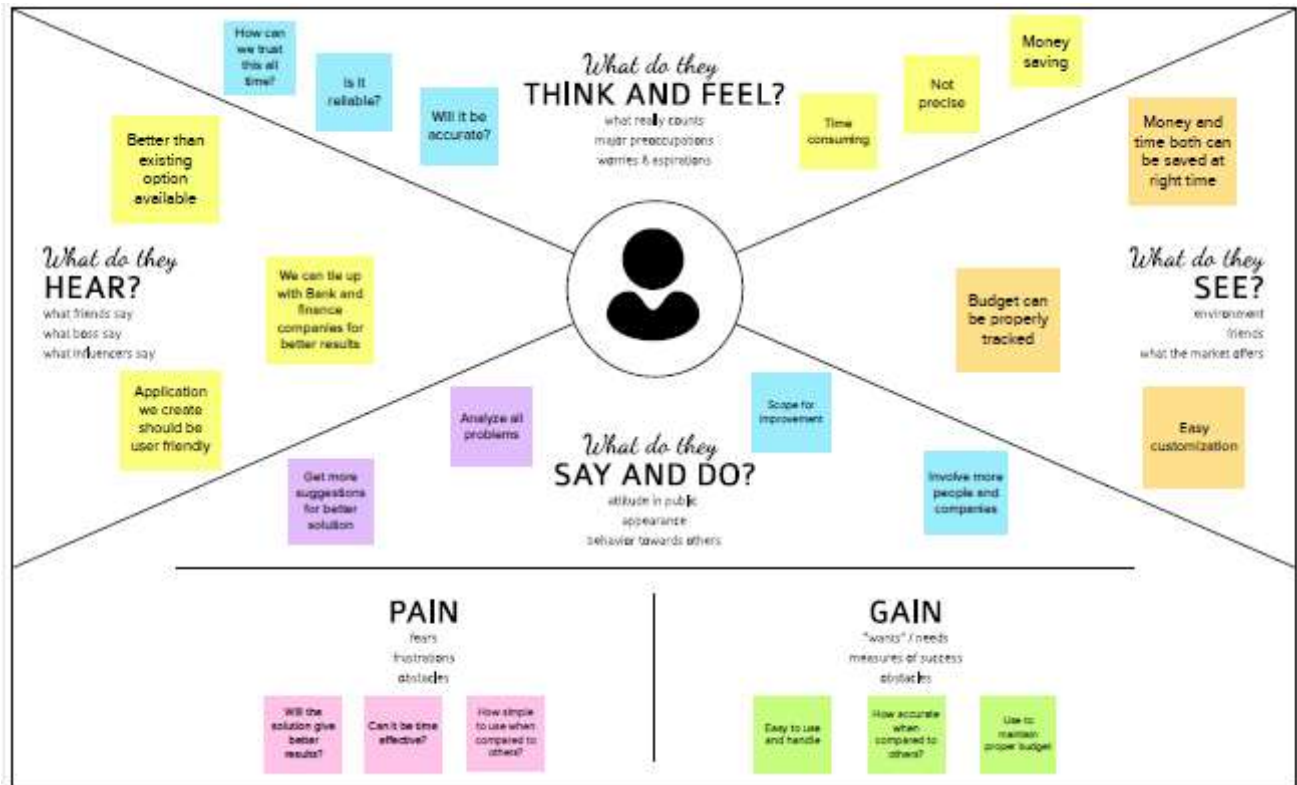 How can
we trust
this all
time?
Is it
reliable?
Will it be
accurate?
What do they
THINK AND FEEL?
what really counts
major preoccupations
worries & aspirations
Time
consuming
Not
precise
Money
saving
Better than
existing
option
available
What do they
HEAR?
what friends say
what boss say
what influencers say
We can tie up
with Bank and
finance
companies for
better results
Application
we create
should be
user friendly
Money and
time both can
be saved at
right time
What do they
SEE?
environment
friends
what the market offers
Budget can
be properly
tracked
Easy
customization
Analyze all
problems
Get more
suggestions
for better
solution
What do they
SAY AND DO?
attitude in public
appearance
behavior towards others
Scope for
improvement
Involve more
people and
companies
PAIN
fears
frustrations
obstacles
Will the
solution give
better
results?
Can it be time
effective?
How simple
to use when
compared to
others?
GAIN
"wants" / needs
measures of success
obstacles
Easy to use
and handle
How accurate
when
compared to
others?
Use to
maintain
proper budget